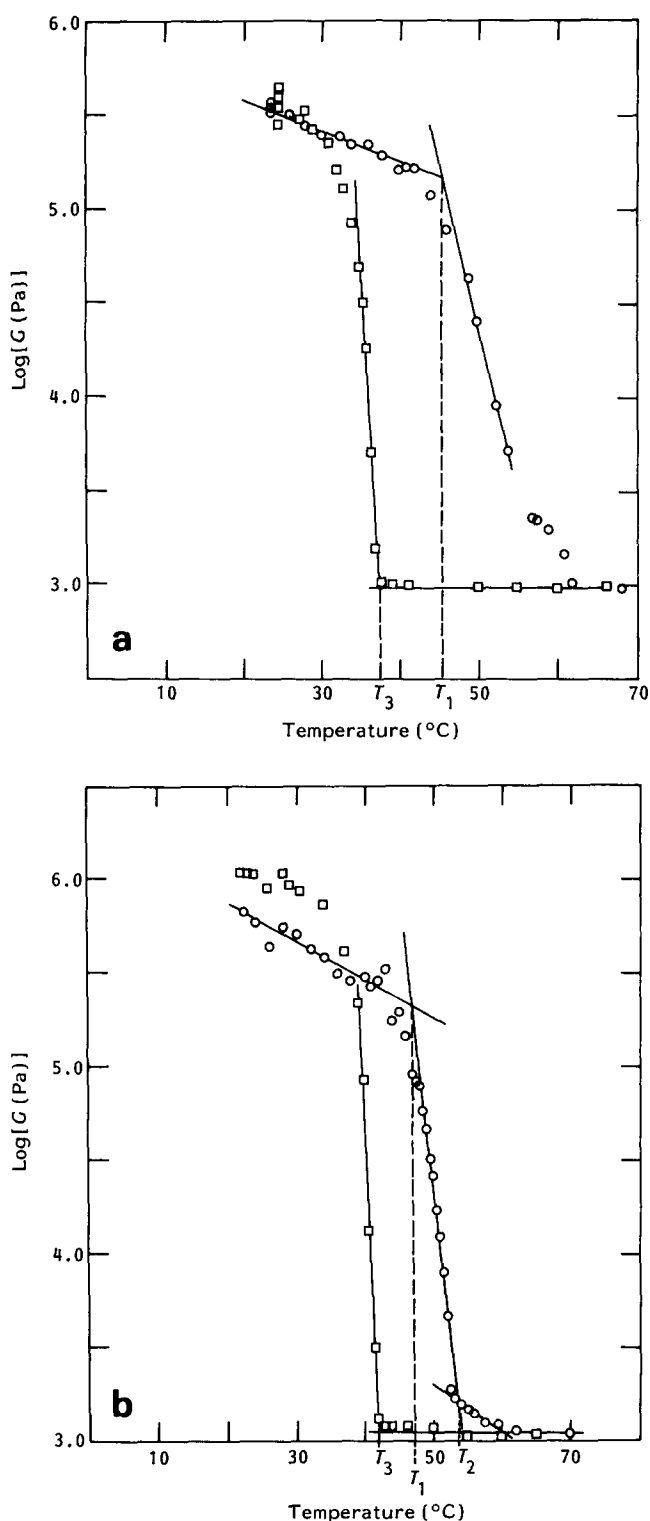 6.0
5.0
Log[G (Pa)]
4.0
3.0
a
10 30 T₃ T₁ 50 70
Temperature (°C)
6.0
5.0
Log[G (Pa)]
4.0
b
3.0
10 30 T₃ T₁ 50 T₂ 70
Temperature (°C)